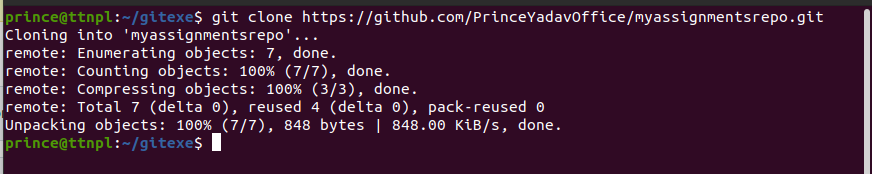 prince@ttnpl:~/gitexe$ git clone https://github.com/PrinceYadavOffice/myassignmentsrepo.git
Cloning into 'myassignmentsrepo'...
remote: Enumerating objects: 7, done.
remote: Counting objects: 100% (7/7), done.
remote: Compressing objects: 100% (3/3), done.
remote: Total 7 (delta 0), reused 4 (delta 0), pack-reused 0
Unpacking objects: 100% (7/7), 848 bytes | 848.00 KiB/s, done.
prince@ttnpl:~/gitexe$